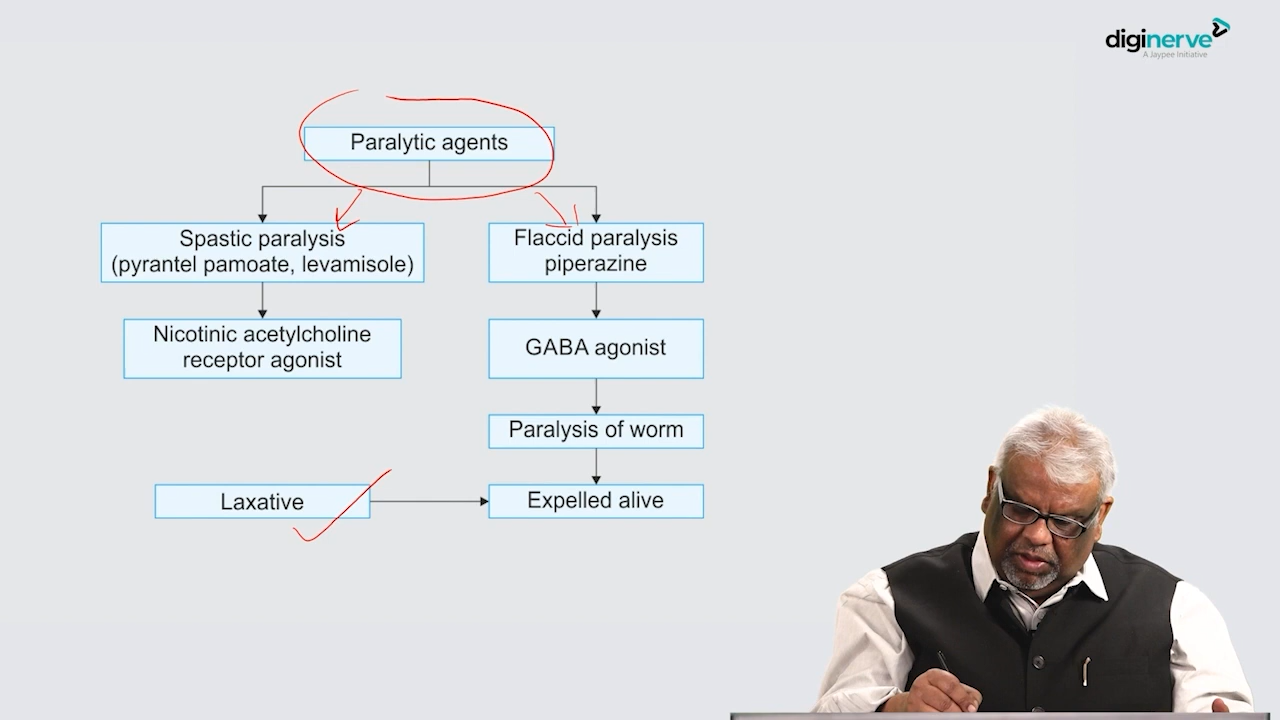 diginerve
A Jaypee Initiative
Paralytic agents
Spastic paralysis
(pyrantel pamoate, levamisole)
Flaccid paralysis
piperazine
Nicotinic acetylcholine
receptor agonist
GABA agonist
Paralysis of worm
Laxative
Expelled alive